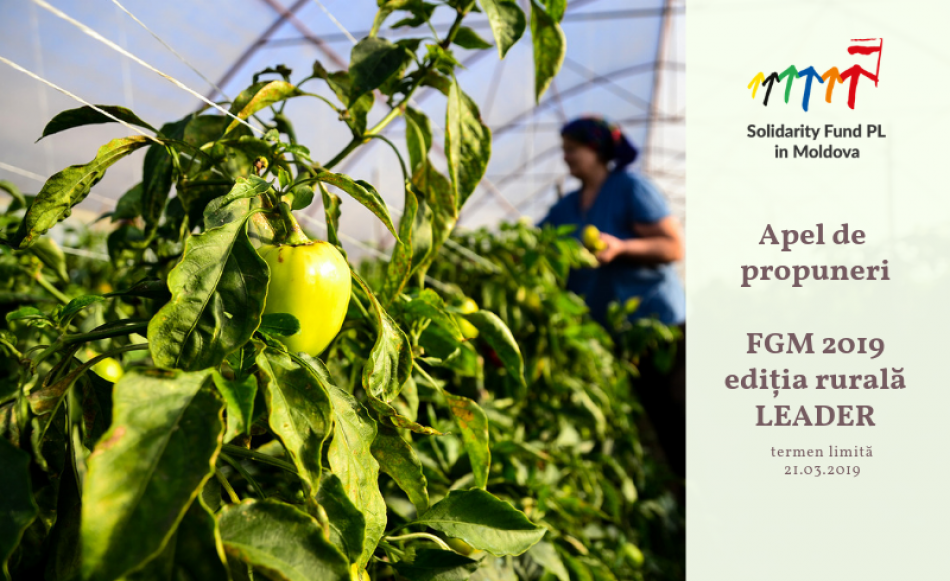 Solidarity Fund PL
in Moldova
Apel de
propuneri
FGM 2019
ediția rurală
LEADER
termen limită
21.03.2019